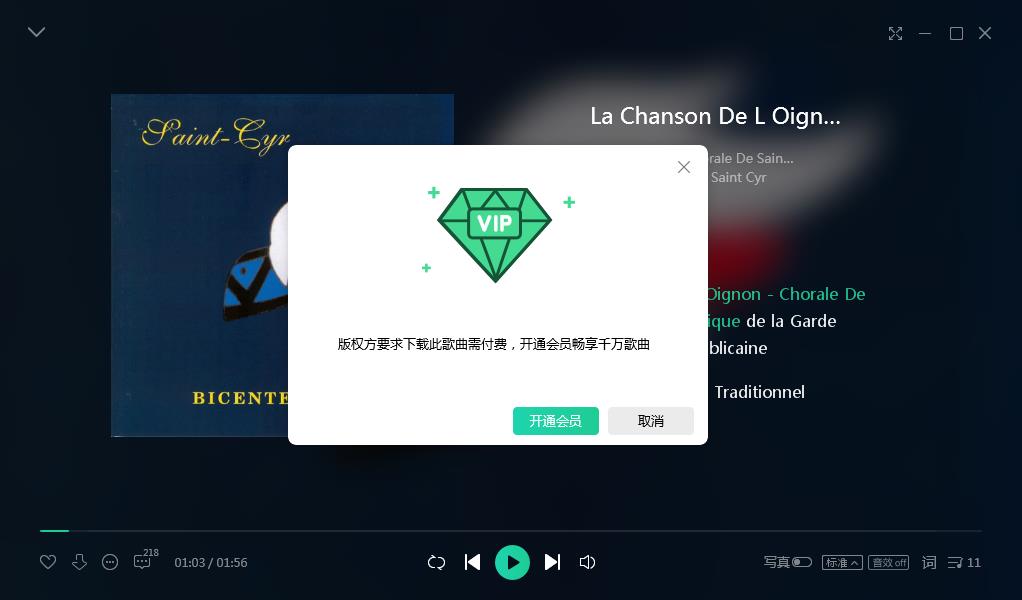 Saint-Cyr
La Chanson De L Oign...
rale De Sain...
Saint Cyr
VIP
版权方要求下载此歌曲需付费，开通会员畅享千万歌曲
开通会员
取消
Oignon - Chorale De
ique de la Garde
blicaine
Traditionnel
BICENTE
218
01:03 / 01:56
写真
标准
音效 off
词
11